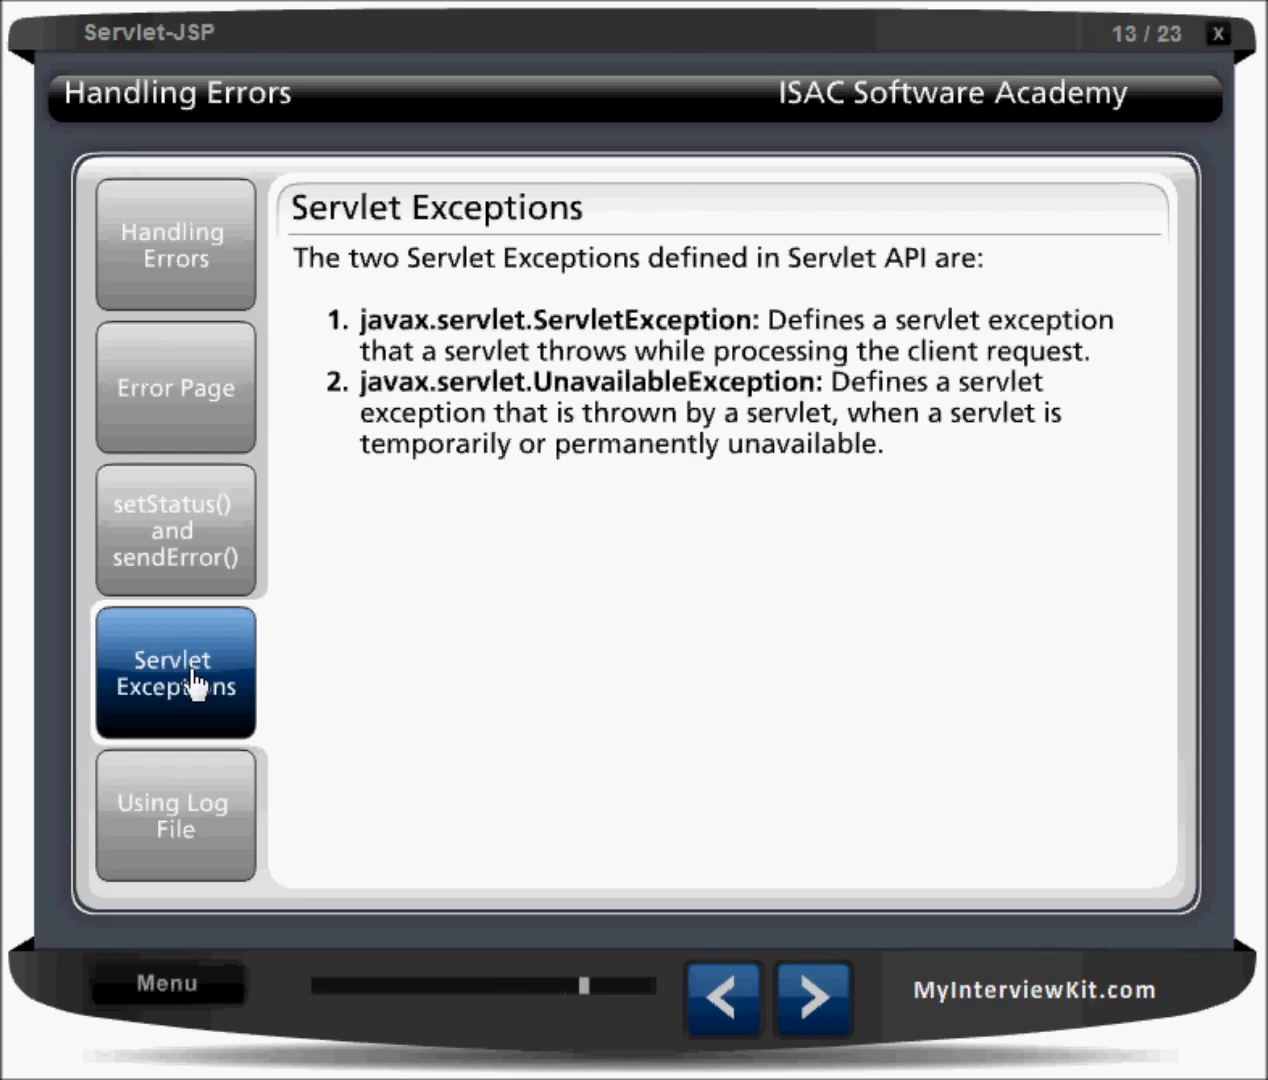 Servlet-JSP
13 / 23
X
Handling Errors
ISAC Software Academy
Handling
Errors
Error Page
setStatus()
and
sendError()
Servlet
Exceptions
Using Log
File
Servlet Exceptions
The two Servlet Exceptions defined in Servlet API are:
1. javax.servlet.ServletException: Defines a servlet exception
that a servlet throws while processing the client request.
2. javax.servlet.UnavailableException: Defines a servlet
exception that is thrown by a servlet, when a servlet is
temporarily or permanently unavailable.
Menu
MyInterviewKit.com